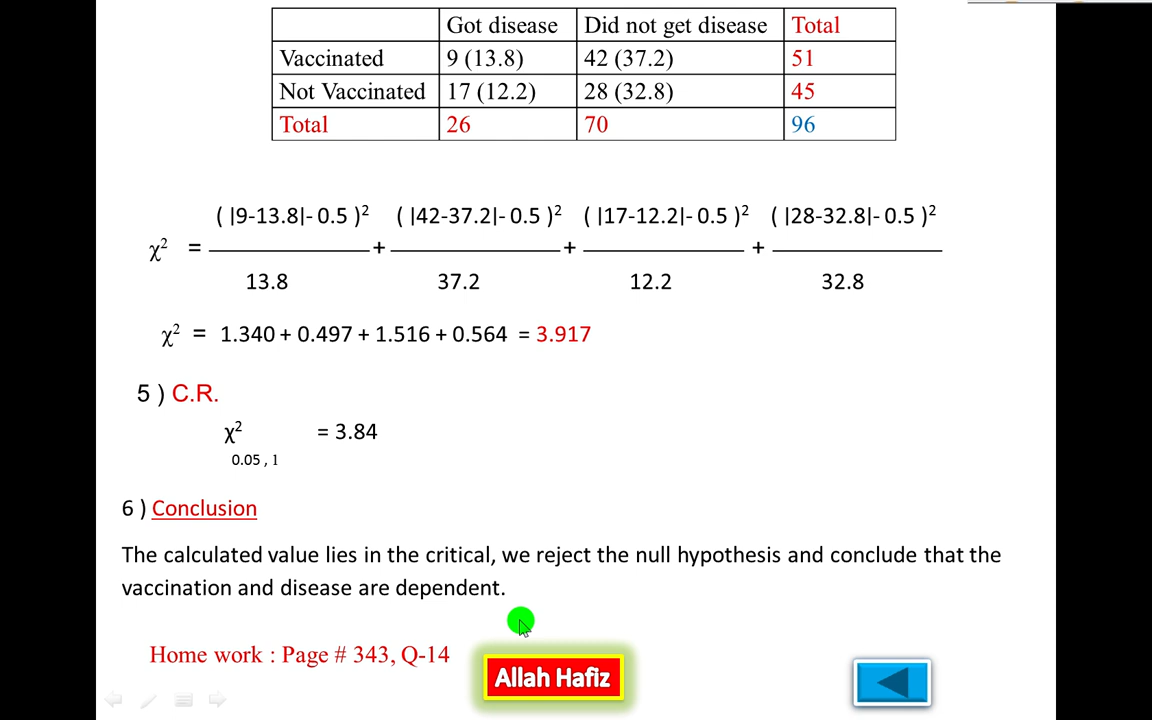 Got disease Did not get disease Total
Vaccinated 9 (13.8) 42 (37.2) 51
Not Vaccinated 17 (12.2) 28 (32.8) 45
Total 26 70 96
( |9-13.8|- 0.5 )² ( |42-37.2|- 0.5 )² ( |17-12.2|- 0.5 )² ( |28-32.8|- 0.5 )²
χ² = + + +
13.8 37.2 12.2 32.8
χ² = 1.340 + 0.497 + 1.516 + 0.564 = 3.917
5 ) C.R.
χ² = 3.84
0.05 , 1
6 ) Conclusion
The calculated value lies in the critical, we reject the null hypothesis and conclude that the
vaccination and disease are dependent.
Home work : Page # 343, Q-14
Allah Hafiz